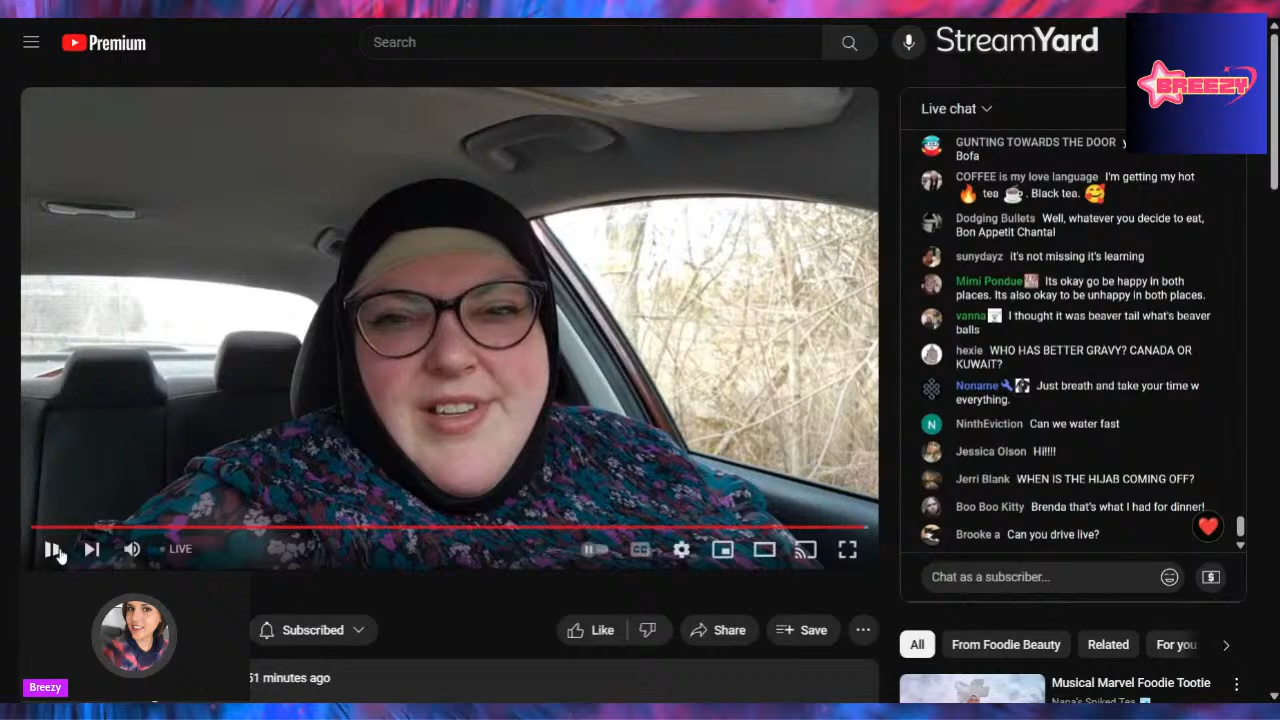 Premium
Search
StreamYard
BREEZY
Live chat
GUNTING TOWARDS THE DOOR
Bofa
COFFEE is my love language I'm getting my hot
🔥 tea ☕ . Black tea. 🥰
Dodging Bullets Well, whatever you decide to eat,
Bon Appetit Chantal
sunydayz it's not missing it's learning
Mimi Pondue Its okay go be happy in both
places. Its also okay to be unhappy in both places.
vanna I thought it was beaver tail what's beaver
balls
hexie WHO HAS BETTER GRAVY? CANADA OR
KUWAIT?
Noname Just breath and take your time w
everything.
N NinthEviction Can we water fast
Jessica Olson Hi!!!!
Jerri Blank WHEN IS THE HIJAB COMING OFF?
Boo Boo Kitty Brenda that's what I had for dinner!
Brooke a Can you drive live?
LIVE
CC
Chat as a subscriber...
Subscribed
Like
Share
Save
All
From Foodie Beauty
Related
For you
51 minutes ago
Breezy
Musical Marvel Foodie Tootie
Nana's Spiked Tea